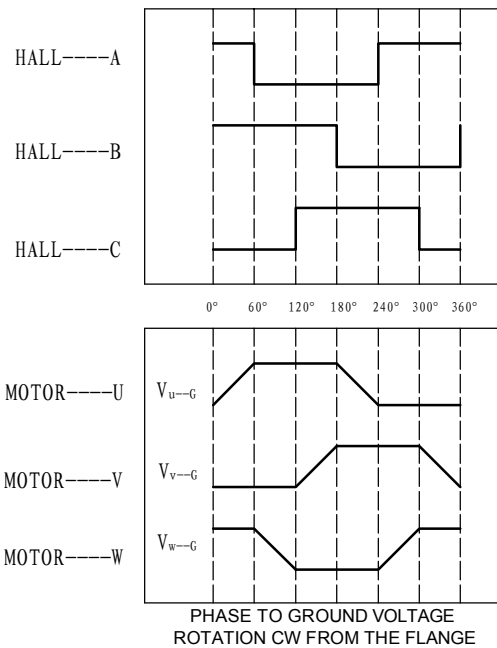 HALL----A
HALL----B
HALL----C
0° 60° 120° 180° 240° 300° 360°
MOTOR----U Vu--G
MOTOR----V Vv--G
MOTOR----W Vw--G
PHASE TO GROUND VOLTAGE
ROTATION CW FROM THE FLANGE